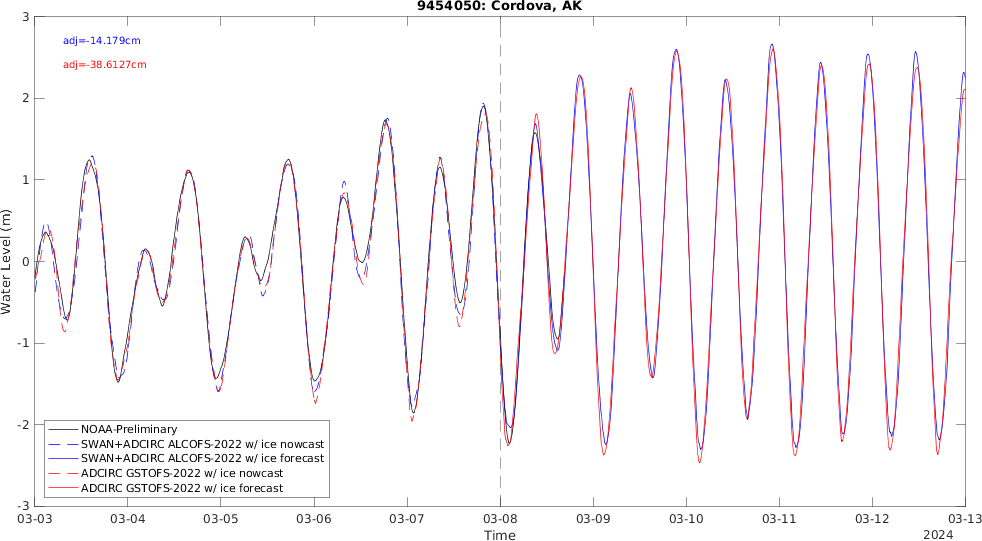 9454050: Cordova, AK
adj=-14.179cm
adj=-38.6127cm
3
2
1
0
-1
-2
-3
Water Level (m)
NOAA-Preliminary
SWAN+ADCIRC ALCOFS-2022 w/ ice nowcast
SWAN+ADCIRC ALCOFS-2022 w/ ice forecast
ADCIRC GSTOFS-2022 w/ ice nowcast
ADCIRC GSTOFS-2022 w/ ice forecast
03-03 03-04 03-05 03-06 03-07 03-08 03-09 03-10 03-11 03-12 03-13
Time
2024